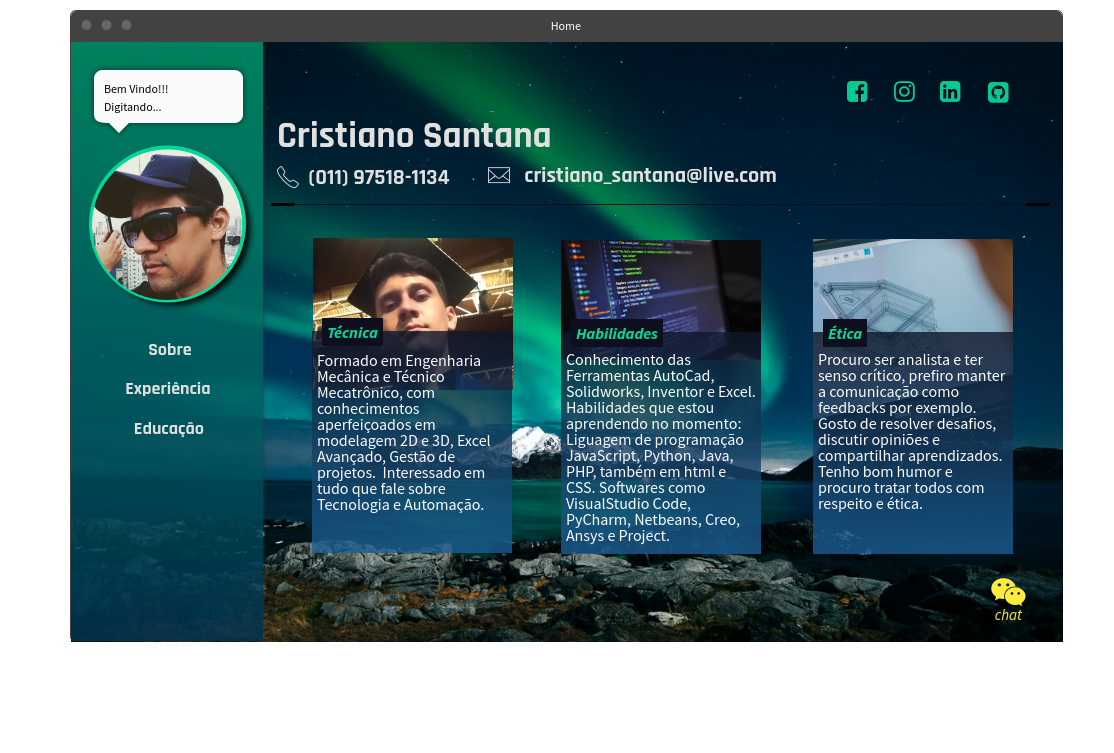 Home
Bem Vindo!!!
Digitando...
Sobre
Experiência
Educação
Cristiano Santana
(011) 97518-1134
cristiano_santana@live.com
Técnica
Formado em Engenharia
Mecânica e Técnico
Mecatrônico, com
conhecimentos
aperfeiçoados em
modelagem 2D e 3D, Excel
Avançado, Gestão de
projetos.  Interessado em
tudo que fale sobre
Tecnologia e Automação.
Habilidades
Conhecimento das
Ferramentas AutoCad,
Solidworks, Inventor e Excel.
Habilidades que estou
aprendendo no momento:
Liguagem de programação
JavaScript, Python, Java,
PHP, também em html e
CSS. Softwares como
VisualStudio Code,
PyCharm, Netbeans, Creo,
Ansys e Project.
Ética
Procuro ser analista e ter
senso crítico, prefiro manter
a comunicação como
feedbacks por exemplo.
Gosto de resolver desafios,
discutir opiniões e
compartilhar aprendizados.
Tenho bom humor e
procuro tratar todos com
respeito e ética.
chat